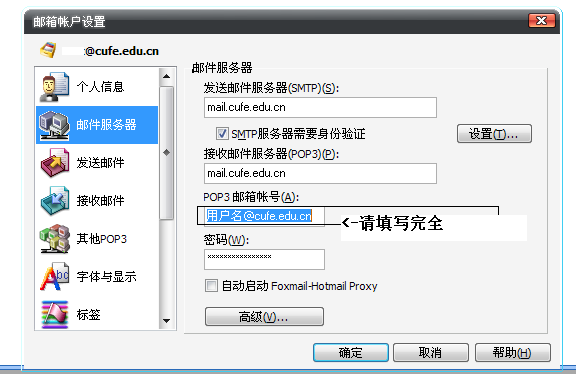 邮箱帐户设置
:@cufe.edu.cn
个人信息
邮件服务器
发送邮件
接收邮件
其他POP3
字体与显示
标签
邮件服务器
发送邮件服务器(SMTP)(S):
mail.cufe.edu.cn
SMTP服务器需要身份验证
设置(T)...
接收邮件服务器(POP3)(P):
mail.cufe.edu.cn
POP3 邮箱帐号(A):
用户名@cufe.edu.cn
<-请填写完全
密码(W):
***************
自动启动 Foxmail-Hotmail Proxy
高级(V)...
确定
取消
帮助(H)